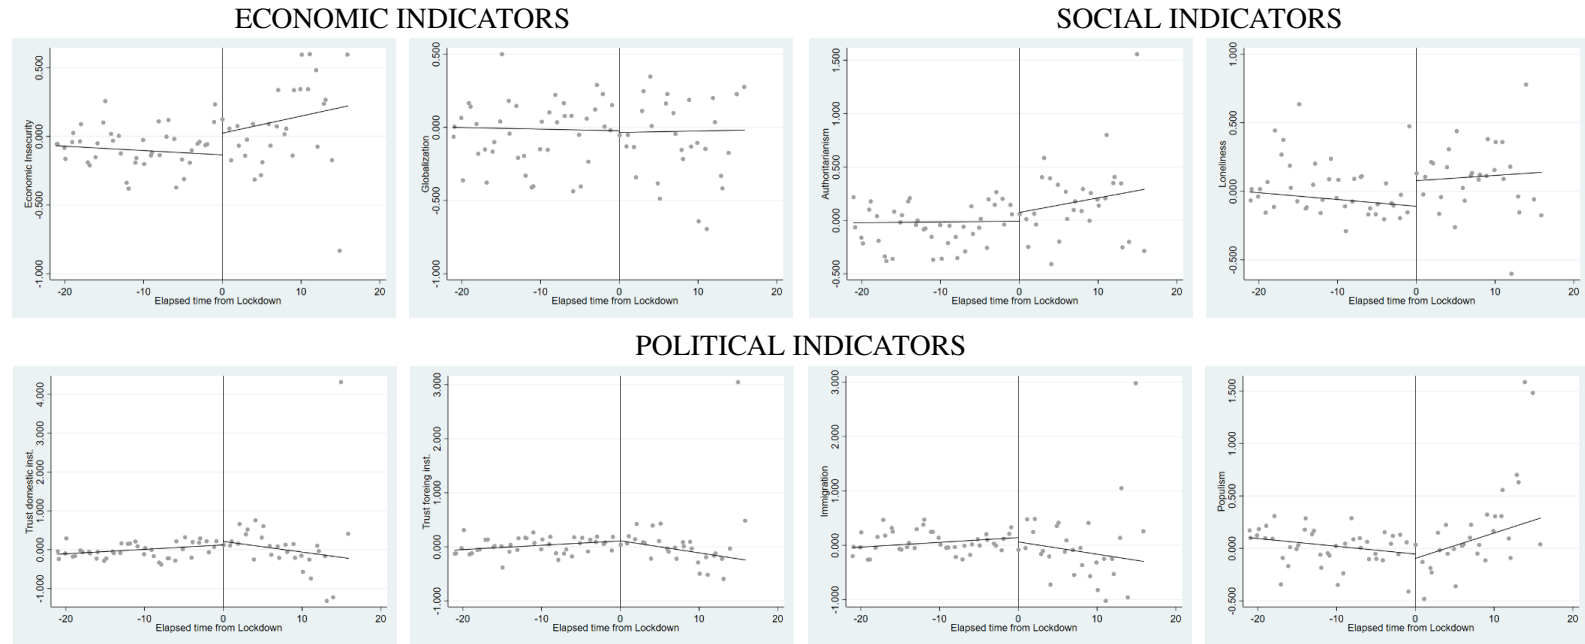 ECONOMIC INDICATORS
SOCIAL INDICATORS
Economic Insecurity
0.500
0.000
-0.500
-1.000
-20 -10 0 10 20
Elapsed time from Lockdown
Globalization
0.500
0.000
-0.500
-1.000
-20 -10 0 10 20
Elapsed time from Lockdown
Authoritarianism
1.500
1.000
0.500
0.000
-0.500
-20 -10 0 10 20
Elapsed time from Lockdown
Loneliness
1.000
0.500
0.000
-0.500
-20 -10 0 10 20
Elapsed time from Lockdown
POLITICAL INDICATORS
Trust domestic inst.
4.000
3.000
2.000
1.000
0.000
-1.000
-20 -10 0 10 20
Elapsed time from Lockdown
Trust foreing inst.
3.000
2.000
1.000
0.000
-1.000
-20 -10 0 10 20
Elapsed time from Lockdown
Immigration
3.000
2.000
1.000
0.000
-1.000
-20 -10 0 10 20
Elapsed time from Lockdown
Populism
1.500
1.000
0.500
0.000
-0.500
-20 -10 0 10 20
Elapsed time from Lockdown